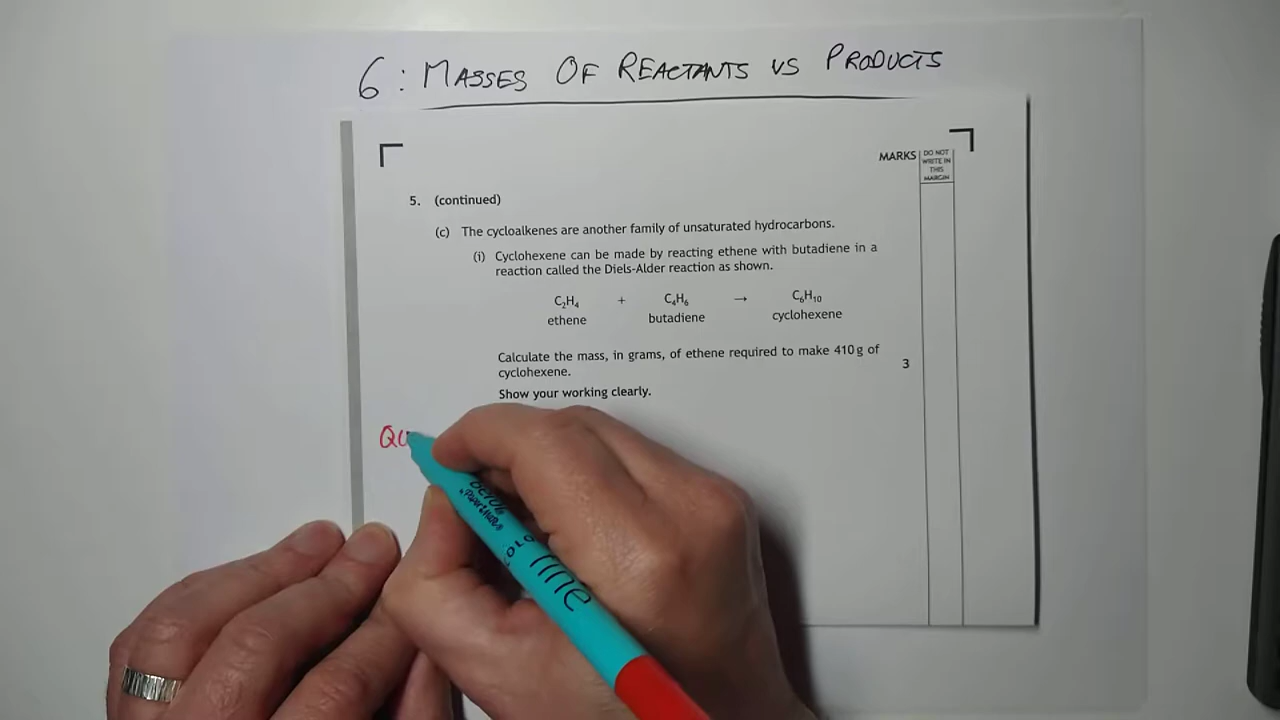 6: MASSES OF REACTANTS VS PRODUCTS
MARKS
DO NOT
WRITE IN
THIS
MARGIN
5. (continued)
(c) The cycloalkenes are another family of unsaturated hydrocarbons.
(i) Cyclohexene can be made by reacting ethene with butadiene in a
reaction called the Diels-Alder reaction as shown.
C₂H₄ + C₄H₆ → C₆H₁₀
ethene butadiene cyclohexene
Calculate the mass, in grams, of ethene required to make 410 g of
cyclohexene.
3
Show your working clearly.
QU
fine